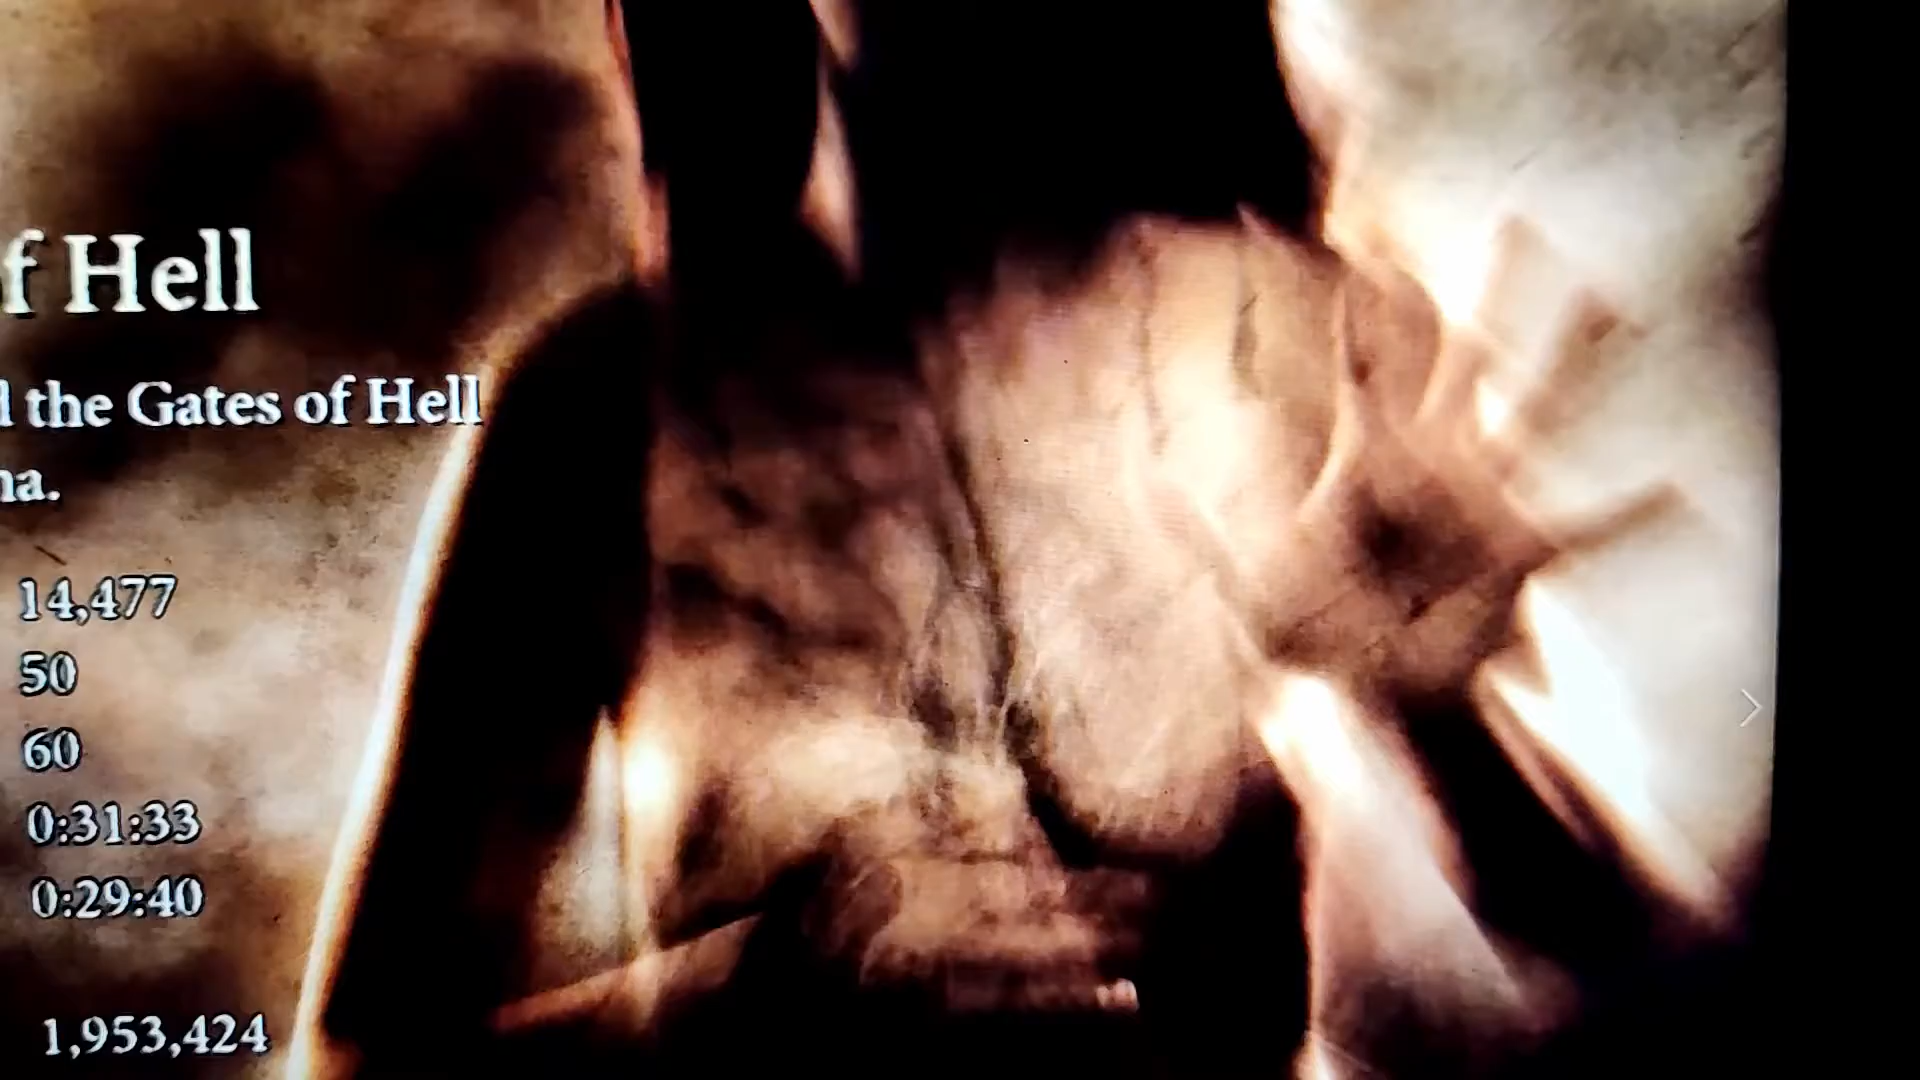 f Hell
the Gates of Hell
na.
14,477
50
60
0:31:33
0:29:40
1,953,424